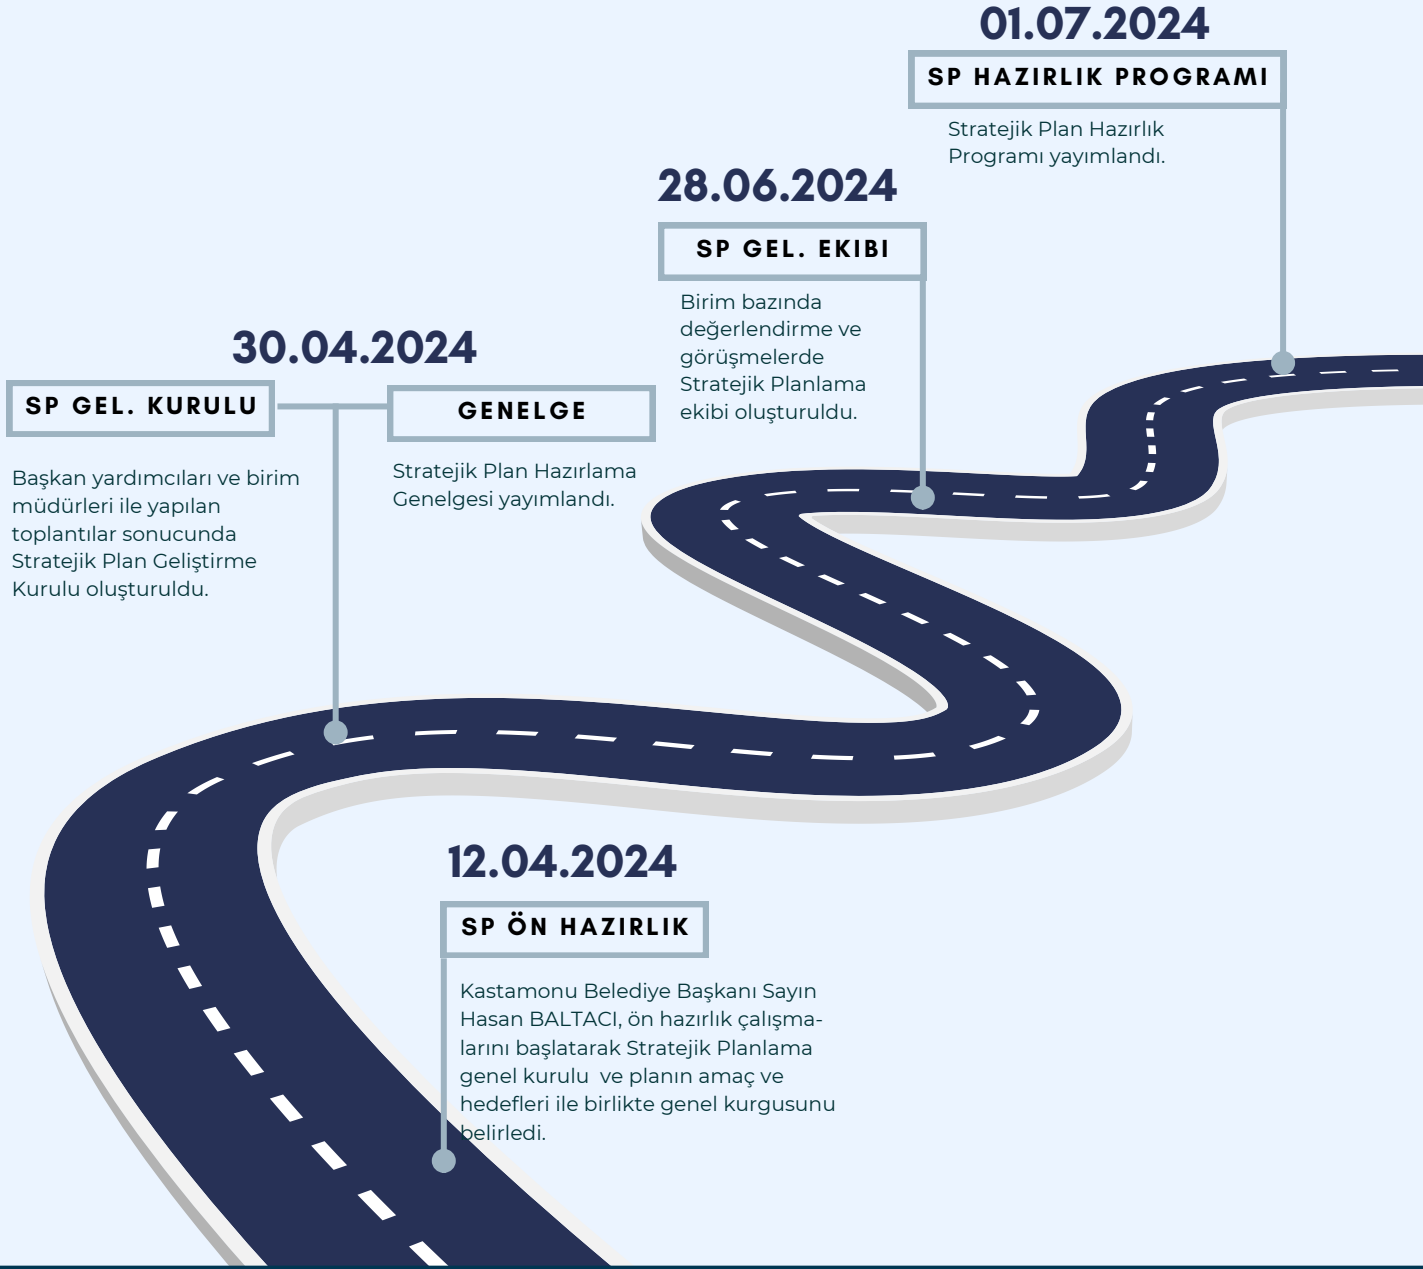 01.07.2024
SP HAZIRLIK PROGRAMI
Stratejik Plan Hazırlık
Programı yayımlandı.
28.06.2024
SP GEL. EKIBI
Birim bazında
değerlendirme ve
görüşmelerde
Stratejik Planlama
ekibi oluşturuldu.
30.04.2024
SP GEL. KURULU
Başkan yardımcıları ve birim
müdürleri ile yapılan
toplantılar sonucunda
Stratejik Plan Geliştirme
Kurulu oluşturuldu.
GENELGE
Stratejik Plan Hazırlama
Genelgesi yayımlandı.
12.04.2024
SP ÖN HAZIRLIK
Kastamonu Belediye Başkanı Sayın
Hasan BALTACI, ön hazırlık çalışma-
larını başlatarak Stratejik Planlama
genel kurulu  ve planın amaç ve
hedefleri ile birlikte genel kurgusunu
belirledi.